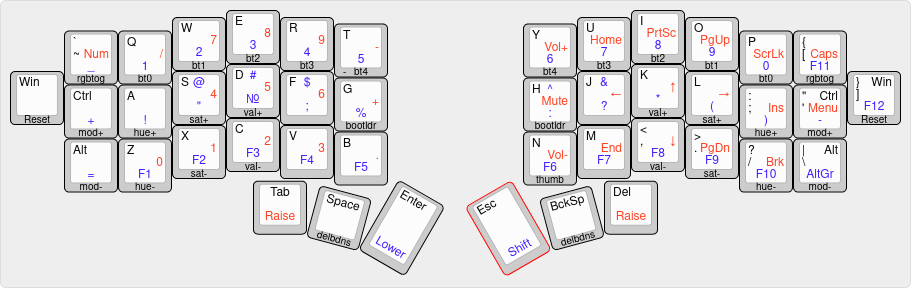 `
~ Num
_
rgbtog
Q
/
1
bt0
W
7
2
bt1
E
8
3
bt2
R
9
4
bt3
T
-
5
- bt4
Y
Vol+
6
bt4
U
Home
7
bt3
I
PrtSc
8
bt2
O
PgUp
9
bt1
P
ScrLk
0
bt0
{
[ Caps
F11
rgbtog
Win
Reset
Ctrl
+
mod+
A
!
hue+
S @
4
"
sat+
D #
5
№
val+
F $
6
;
G
+
%
bootldr
H ^
Mute
:
bootldr
J &
←
?
K
↑
*
val+
L
→
(
sat+
:
; Ins
)
hue+
" Ctrl
' Menu
-
mod+
} Win
]
F12
Reset
Alt
=
mod-
Z
0
F1
hue-
X
1
F2
sat-
C
2
F3
val-
V
3
F4
B
.
F5
N
Vol-
F6
thumb
M
End
F7
<
, ↓
F8
val-
>
. PgDn
F9
sat-
?
/ Brk
F10
hue-
| Alt
\
AltGr
mod-
Tab
Raise
Space
delbdns
Enter
Lower
Esc
Shift
BckSp
delbdns
Del
Raise